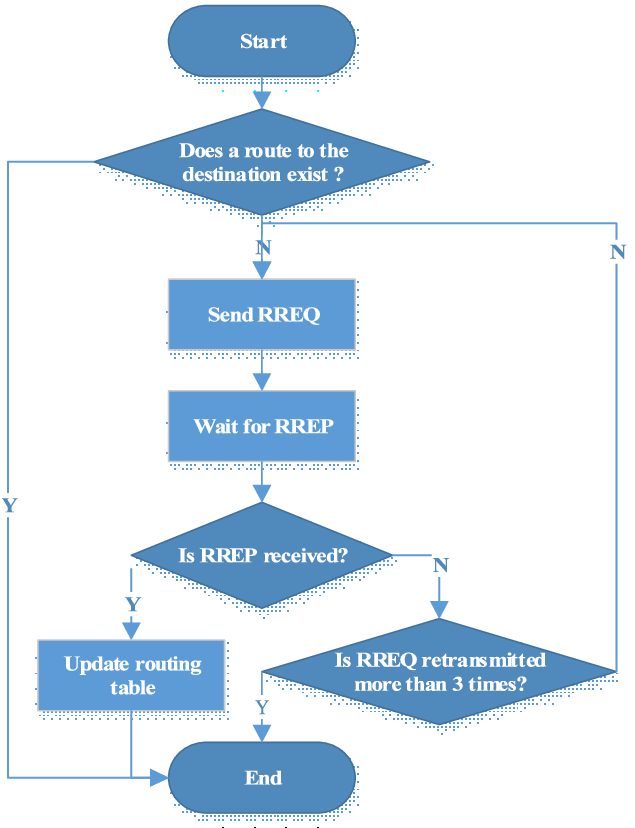 Start
Does a route to the
destination exist ?
N
N
Send RREQ
Wait for RREP
Y
Is RREP received?
N
Y
Update routing
table
Is RREQ retransmitted
more than 3 times?
Y
End